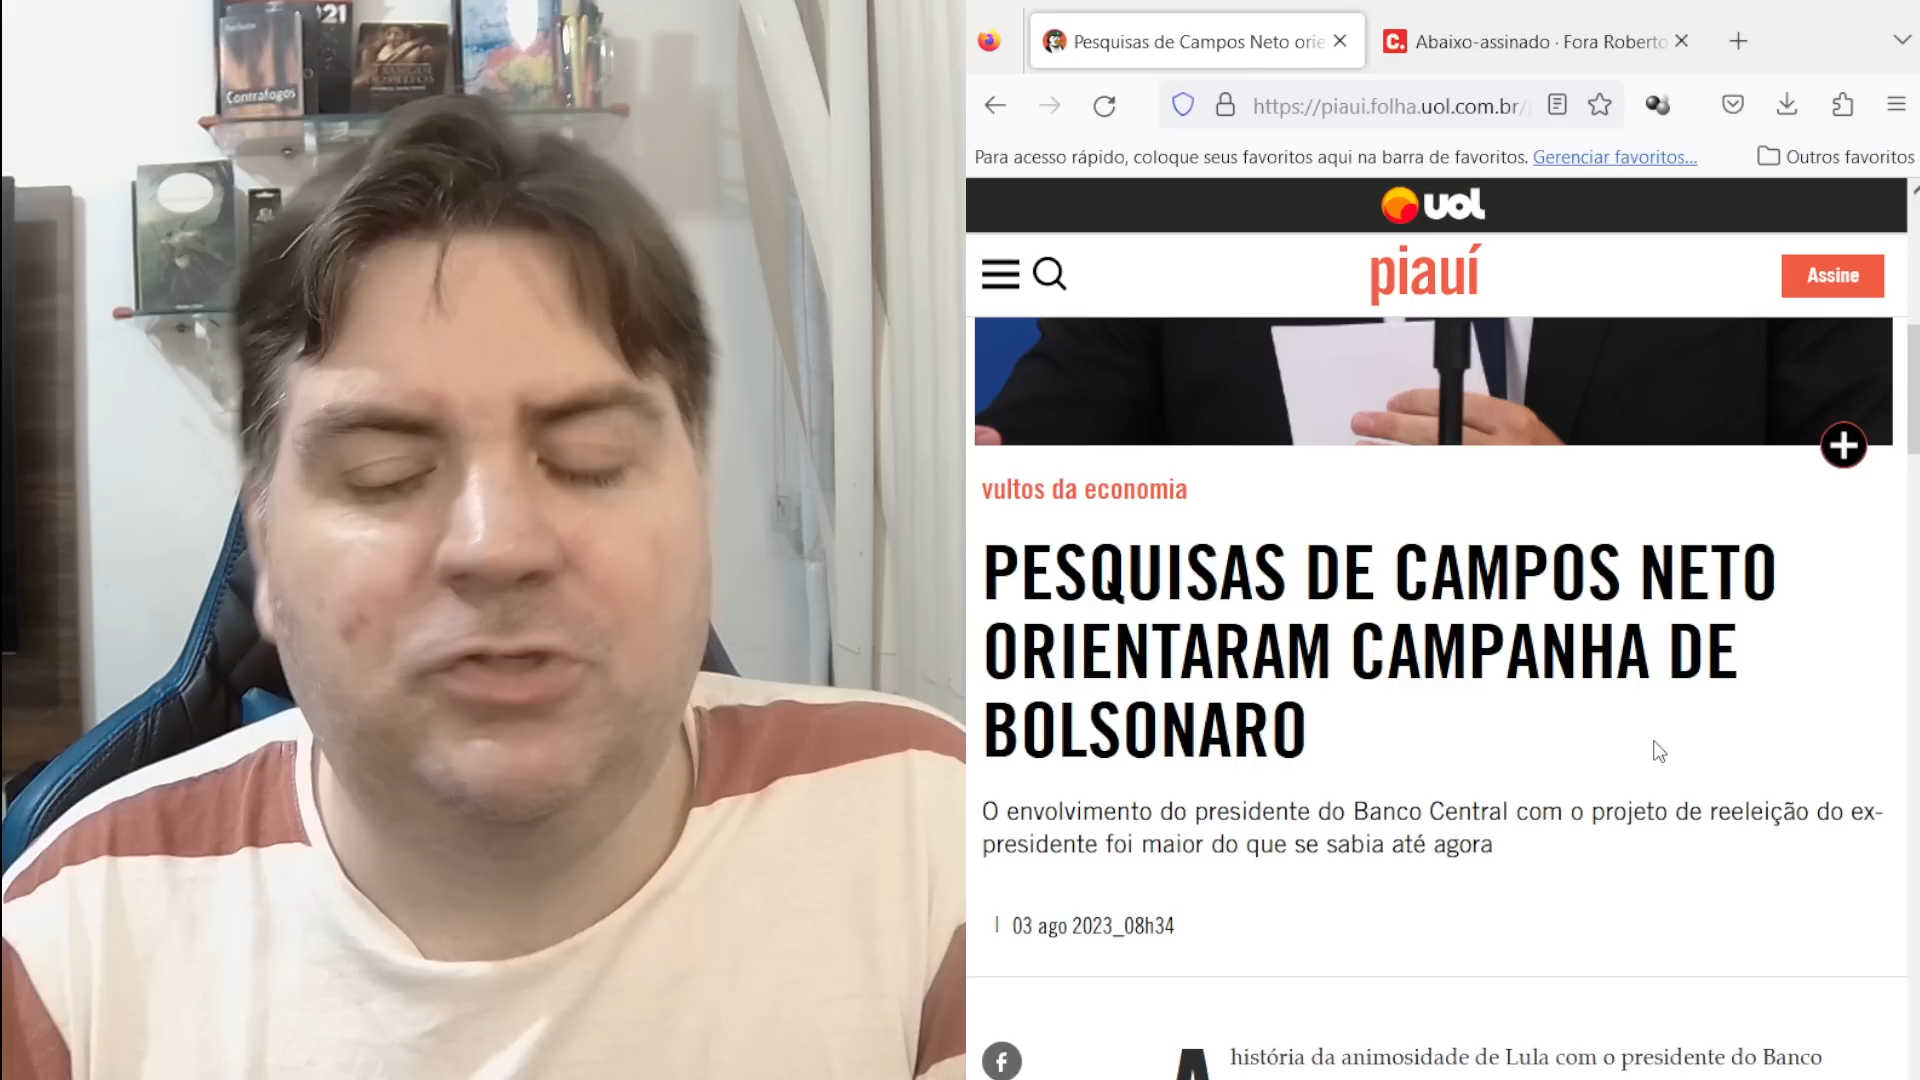 21
Contrafogos
Pesquisas de Campos Neto orie
Abaixo-assinado · Fora Roberto
https://piaui.folha.uol.com.br/
Para acesso rápido, coloque seus favoritos aqui na barra de favoritos. Gerenciar favoritos...
Outros favoritos
uol
piauí
Assine
vultos da economia
PESQUISAS DE CAMPOS NETO
ORIENTARAM CAMPANHA DE
BOLSONARO
O envolvimento do presidente do Banco Central com o projeto de reeleição do ex-
presidente foi maior do que se sabia até agora
03 ago 2023_08h34
A história da animosidade de Lula com o presidente do Banco